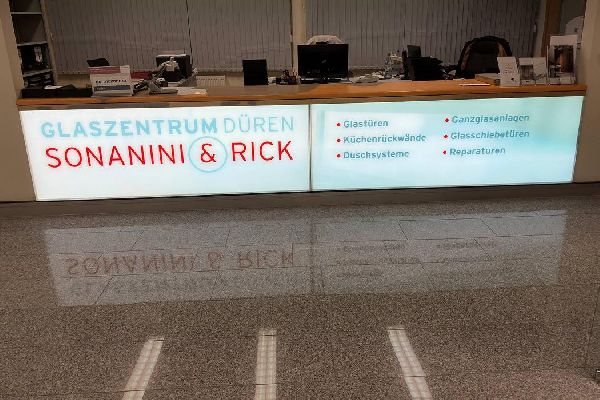 GLASZENTRUM DÜREN
SONANINI & RICK
• Glastüren
• Küchenrückwände
• Duschsysteme
• Ganzglasanlagen
• Glasschiebetüren
• Reparaturen